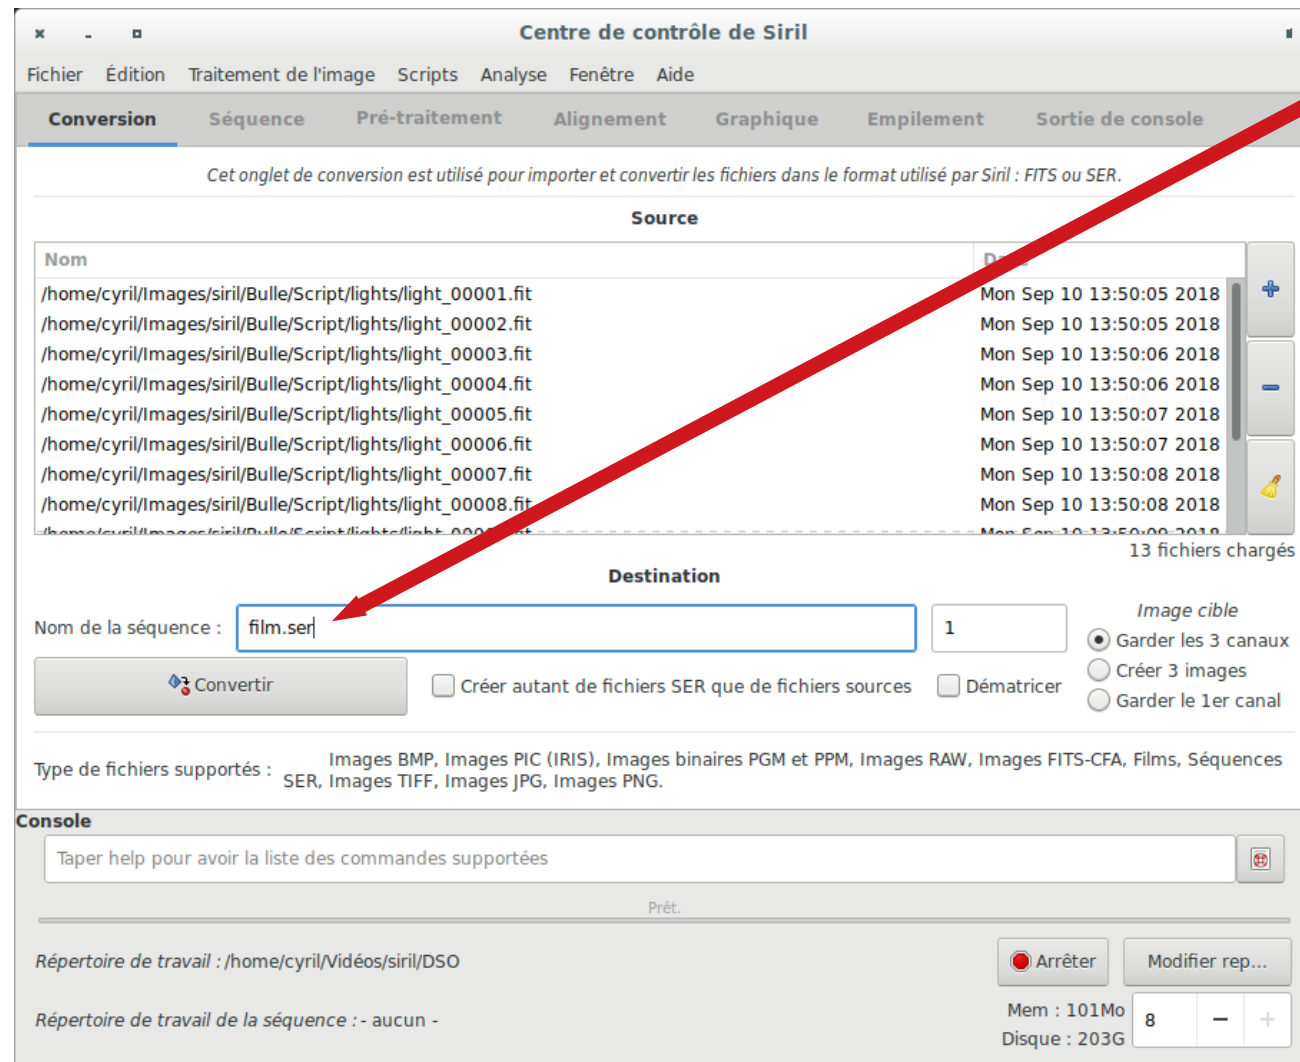 Centre de contrôle de Siril
Fichier Édition Traitement de l'image Scripts Analyse Fenêtre Aide
Conversion Séquence Pré-traitement Alignement Graphique Empilement Sortie de console
Cet onglet de conversion est utilisé pour importer et convertir les fichiers dans le format utilisé par Siril : FITS ou SER.
Source
Nom
/home/cyril/Images/siril/Bulle/Script/lights/light_00001.fit Mon Sep 10 13:50:05 2018
/home/cyril/Images/siril/Bulle/Script/lights/light_00002.fit Mon Sep 10 13:50:05 2018
/home/cyril/Images/siril/Bulle/Script/lights/light_00003.fit Mon Sep 10 13:50:06 2018
/home/cyril/Images/siril/Bulle/Script/lights/light_00004.fit Mon Sep 10 13:50:06 2018
/home/cyril/Images/siril/Bulle/Script/lights/light_00005.fit Mon Sep 10 13:50:07 2018
/home/cyril/Images/siril/Bulle/Script/lights/light_00006.fit Mon Sep 10 13:50:07 2018
/home/cyril/Images/siril/Bulle/Script/lights/light_00007.fit Mon Sep 10 13:50:08 2018
/home/cyril/Images/siril/Bulle/Script/lights/light_00008.fit Mon Sep 10 13:50:08 2018
13 fichiers chargés
Destination
Nom de la séquence : film.ser 1
Image cible
Garder les 3 canaux
Créer 3 images
Garder le 1er canal
Convertir Créer autant de fichiers SER que de fichiers sources Dématricer
Type de fichiers supportés : Images BMP, Images PIC (IRIS), Images binaires PGM et PPM, Images RAW, Images FITS-CFA, Films, Séquences
SER, Images TIFF, Images JPG, Images PNG.
Console
Taper help pour avoir la liste des commandes supportées
Prêt.
Répertoire de travail : /home/cyril/Vidéos/siril/DSO Arrêter Modifier rep...
Répertoire de travail de la séquence : - aucun -
Mem : 101Mo
Disque : 203G
8